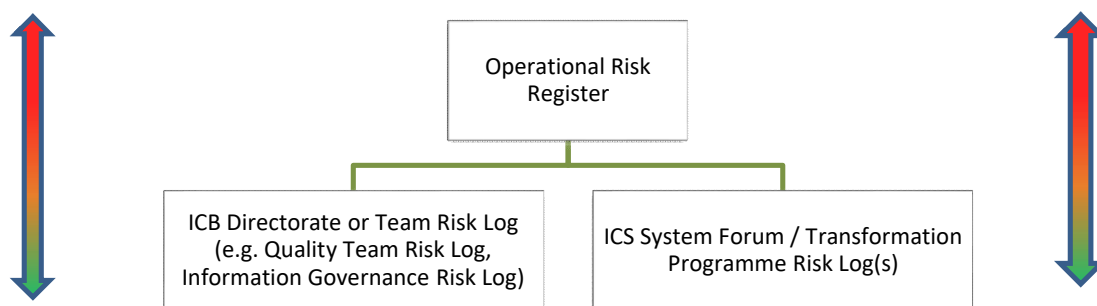 Operational Risk
Register
ICB Directorate or Team Risk Log
(e.g. Quality Team Risk Log,
Information Governance Risk Log)
ICS System Forum / Transformation
Programme Risk Log(s)